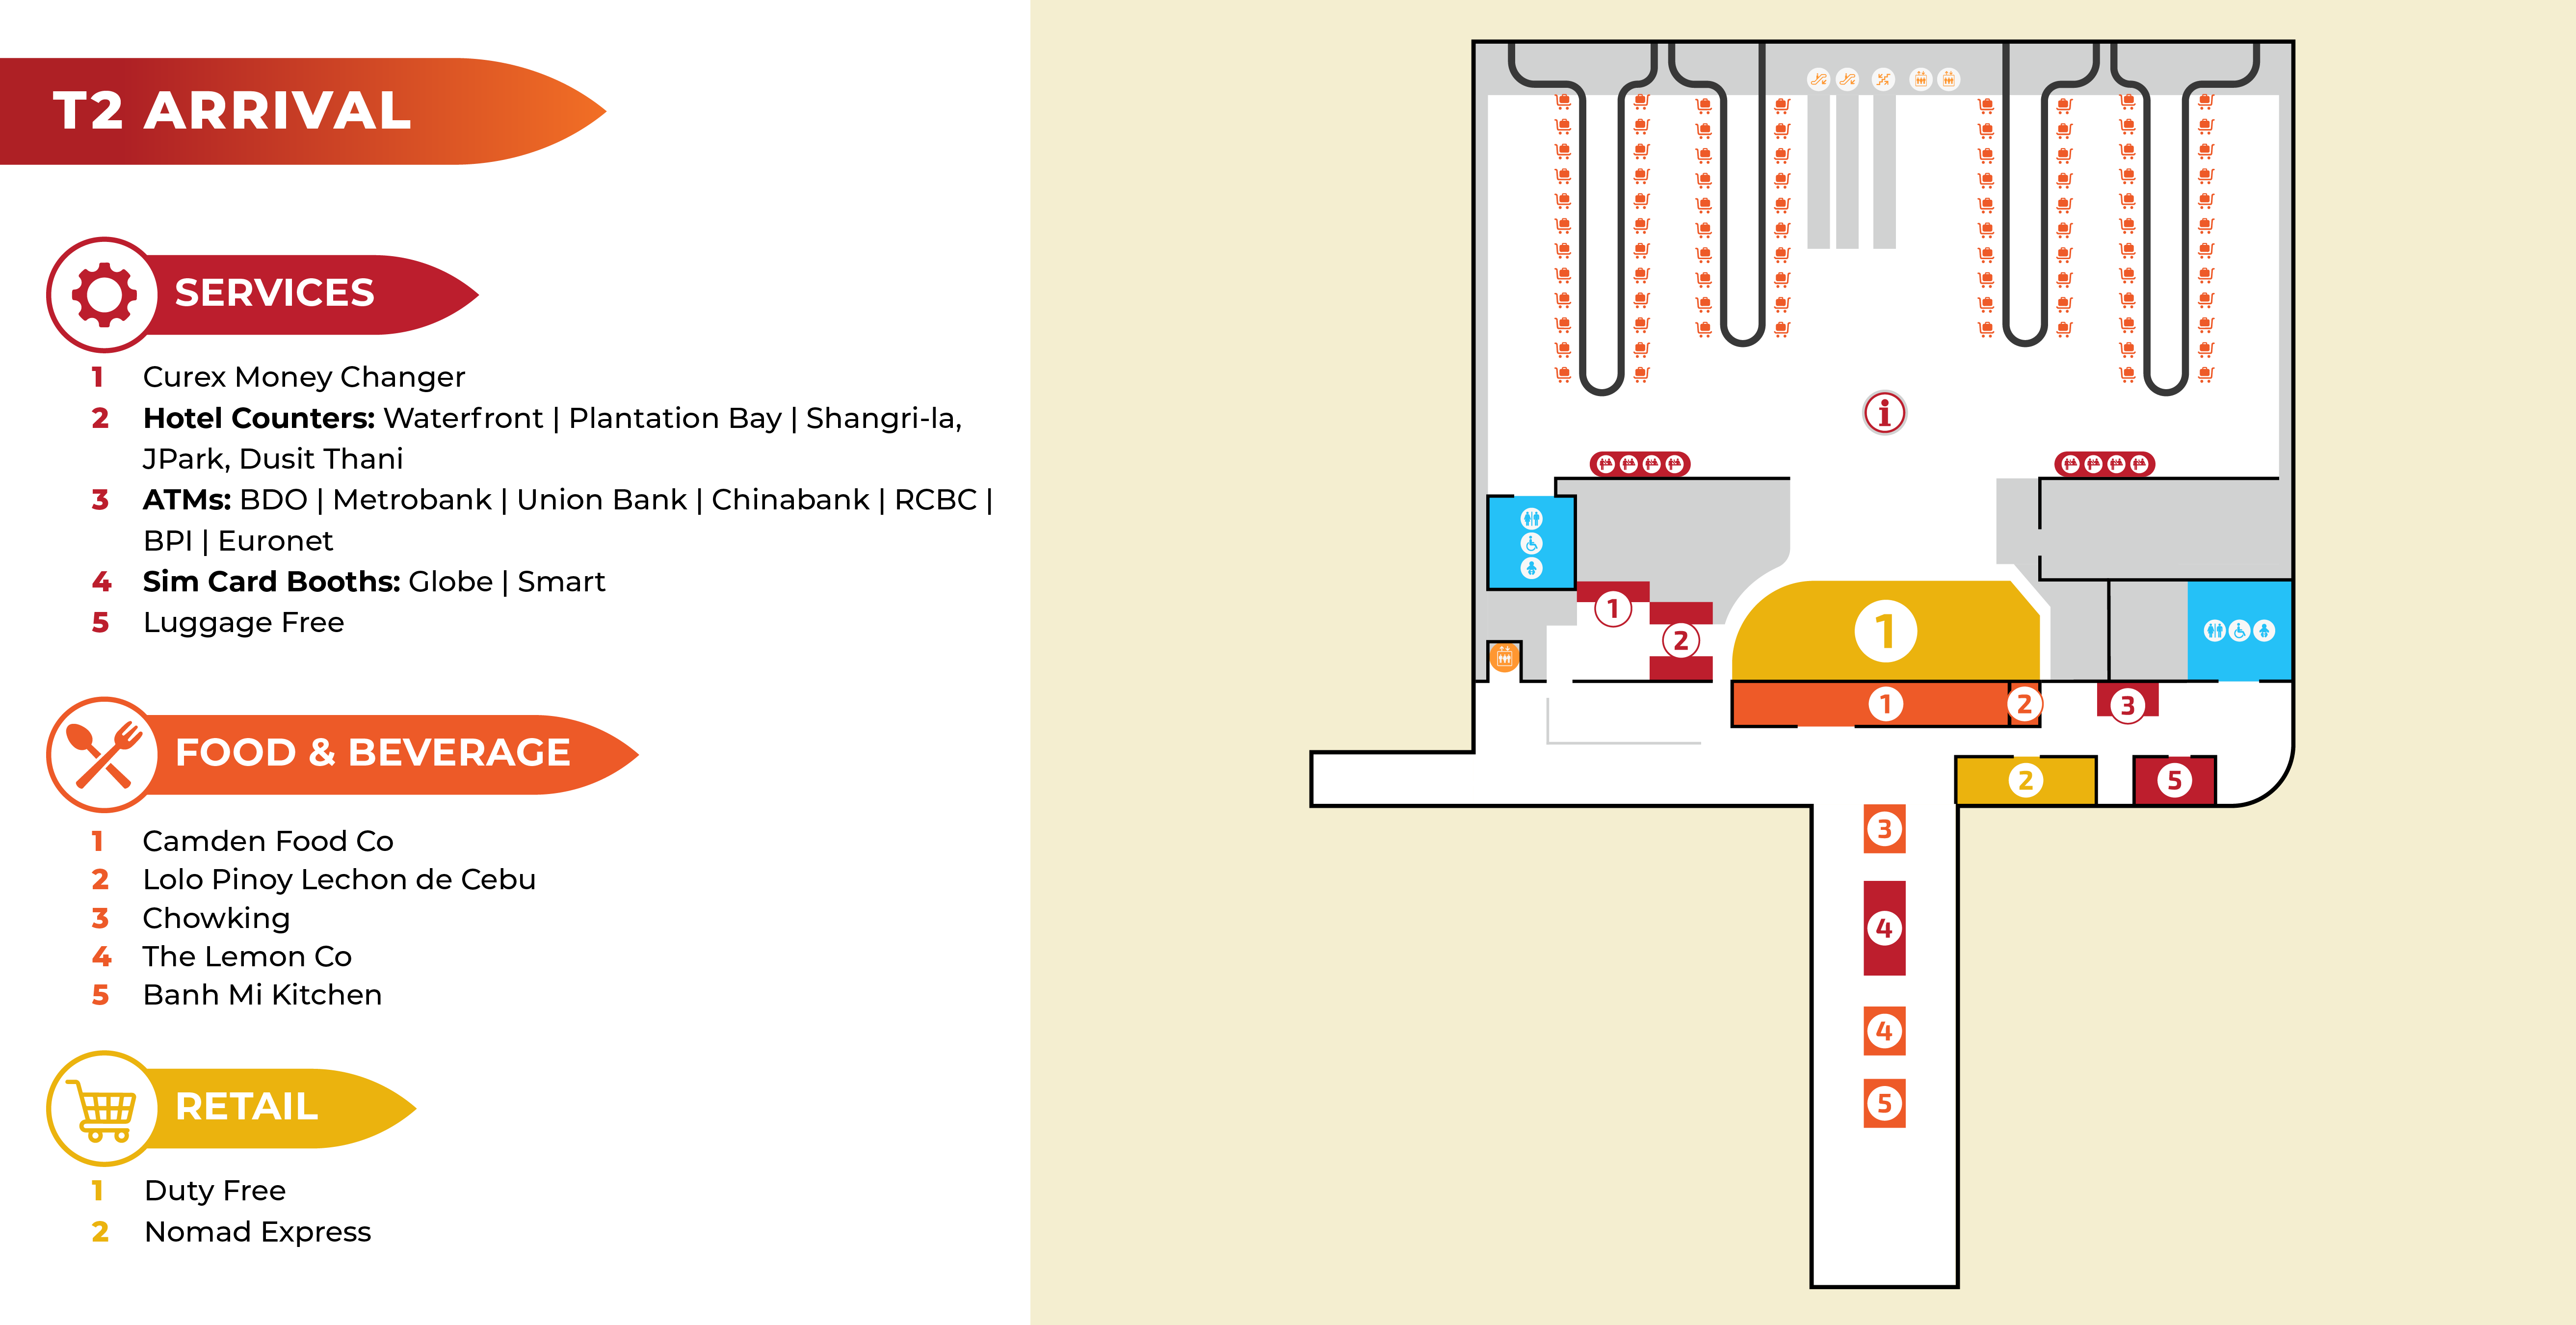 T2 ARRIVAL
SERVICES
1 Curex Money Changer
2 Hotel Counters: Waterfront | Plantation Bay | Shangri-la,
JPark, Dusit Thani
3 ATMs: BDO | Metrobank | Union Bank | Chinabank | RCBC |
BPI | Euronet
4 Sim Card Booths: Globe | Smart
5 Luggage Free
FOOD & BEVERAGE
1 Camden Food Co
2 Lolo Pinoy Lechon de Cebu
3 Chowking
4 The Lemon Co
5 Banh Mi Kitchen
RETAIL
1 Duty Free
2 Nomad Express
i
1
2
1
1
2
3
2
5
3
4
4
5